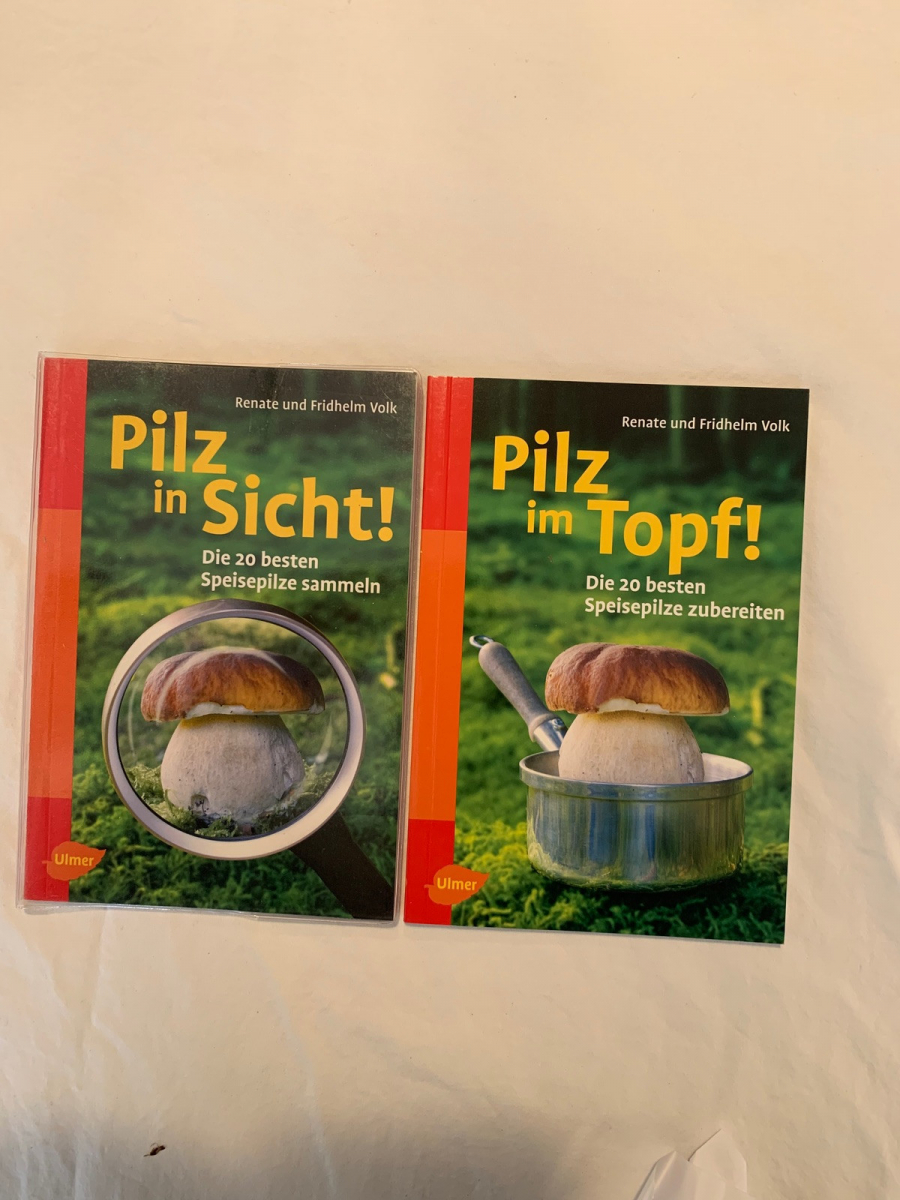 Renate und Fridhelm Volk
Pilz
in Sicht!
Die 20 besten
Speisepilze sammeln
Ulmer
Renate und Fridhelm Volk
Pilz
im Topf!
Die 20 besten
Speisepilze zubereiten
Ulmer